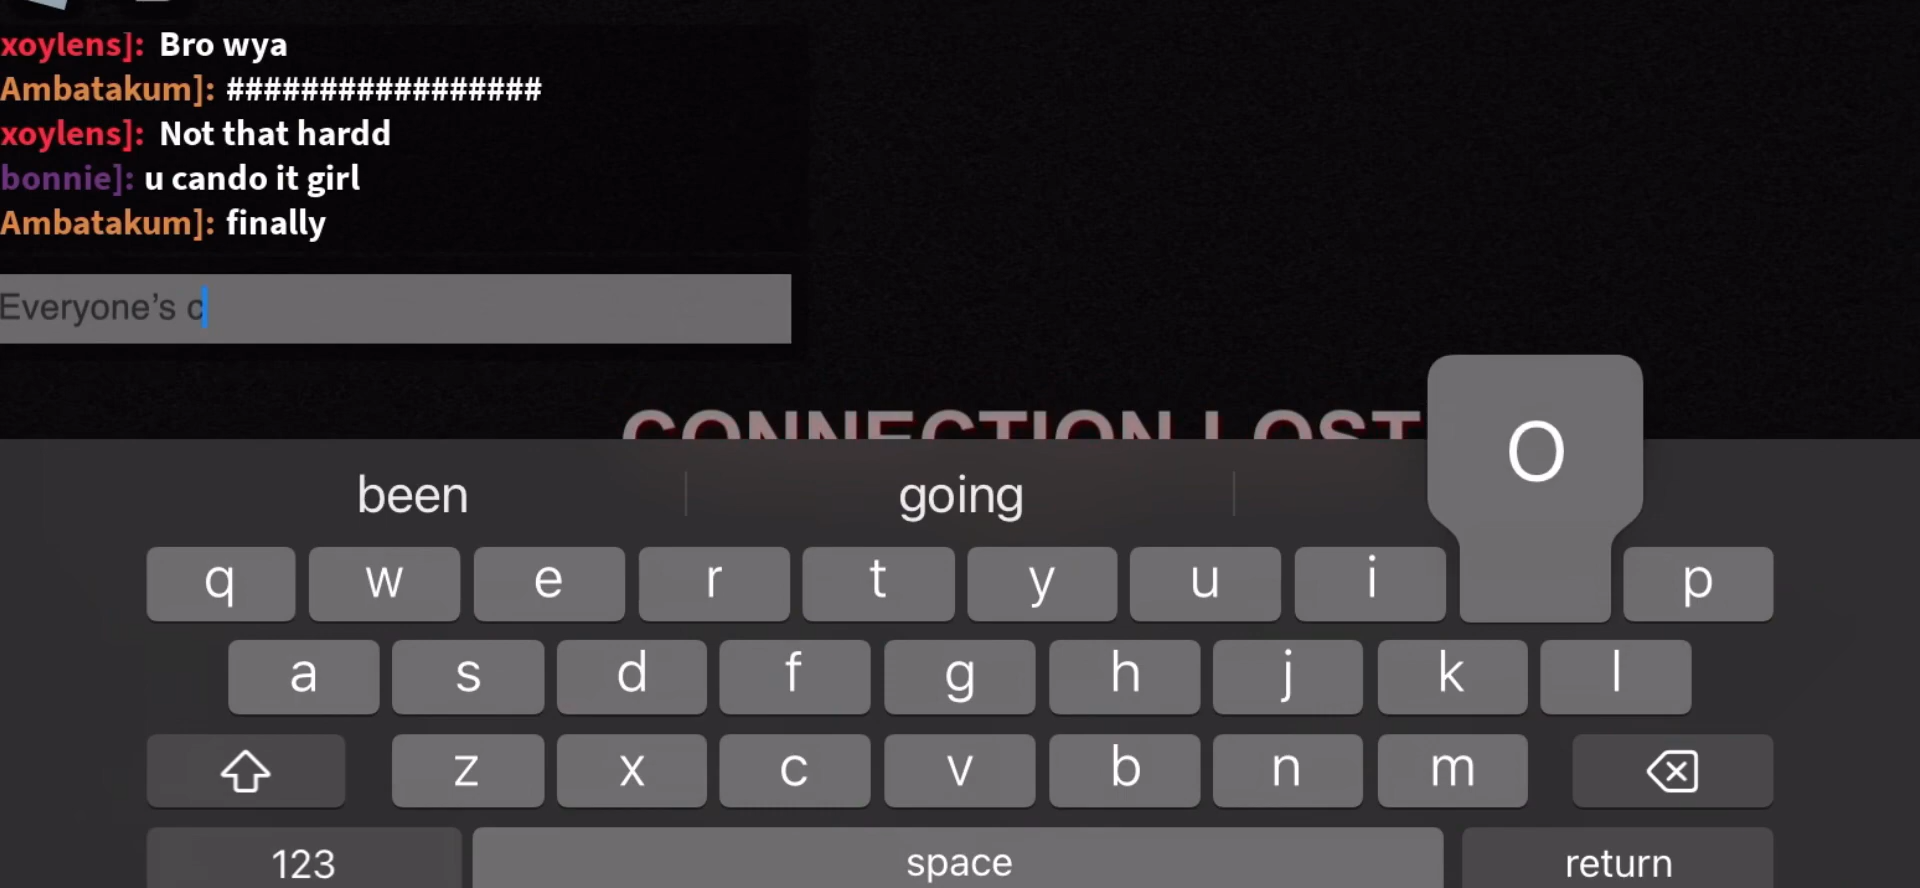 xoylens]: Bro wya
Ambatakum]: #################
xoylens]: Not that hardd
bonnie]: u cando it girl
Ambatakum]: finally
Everyone’s c
CONNECTION LOST
been going
O
q w e r t y u i p
a s d f g h j k l
z x c v b n m
123 space return